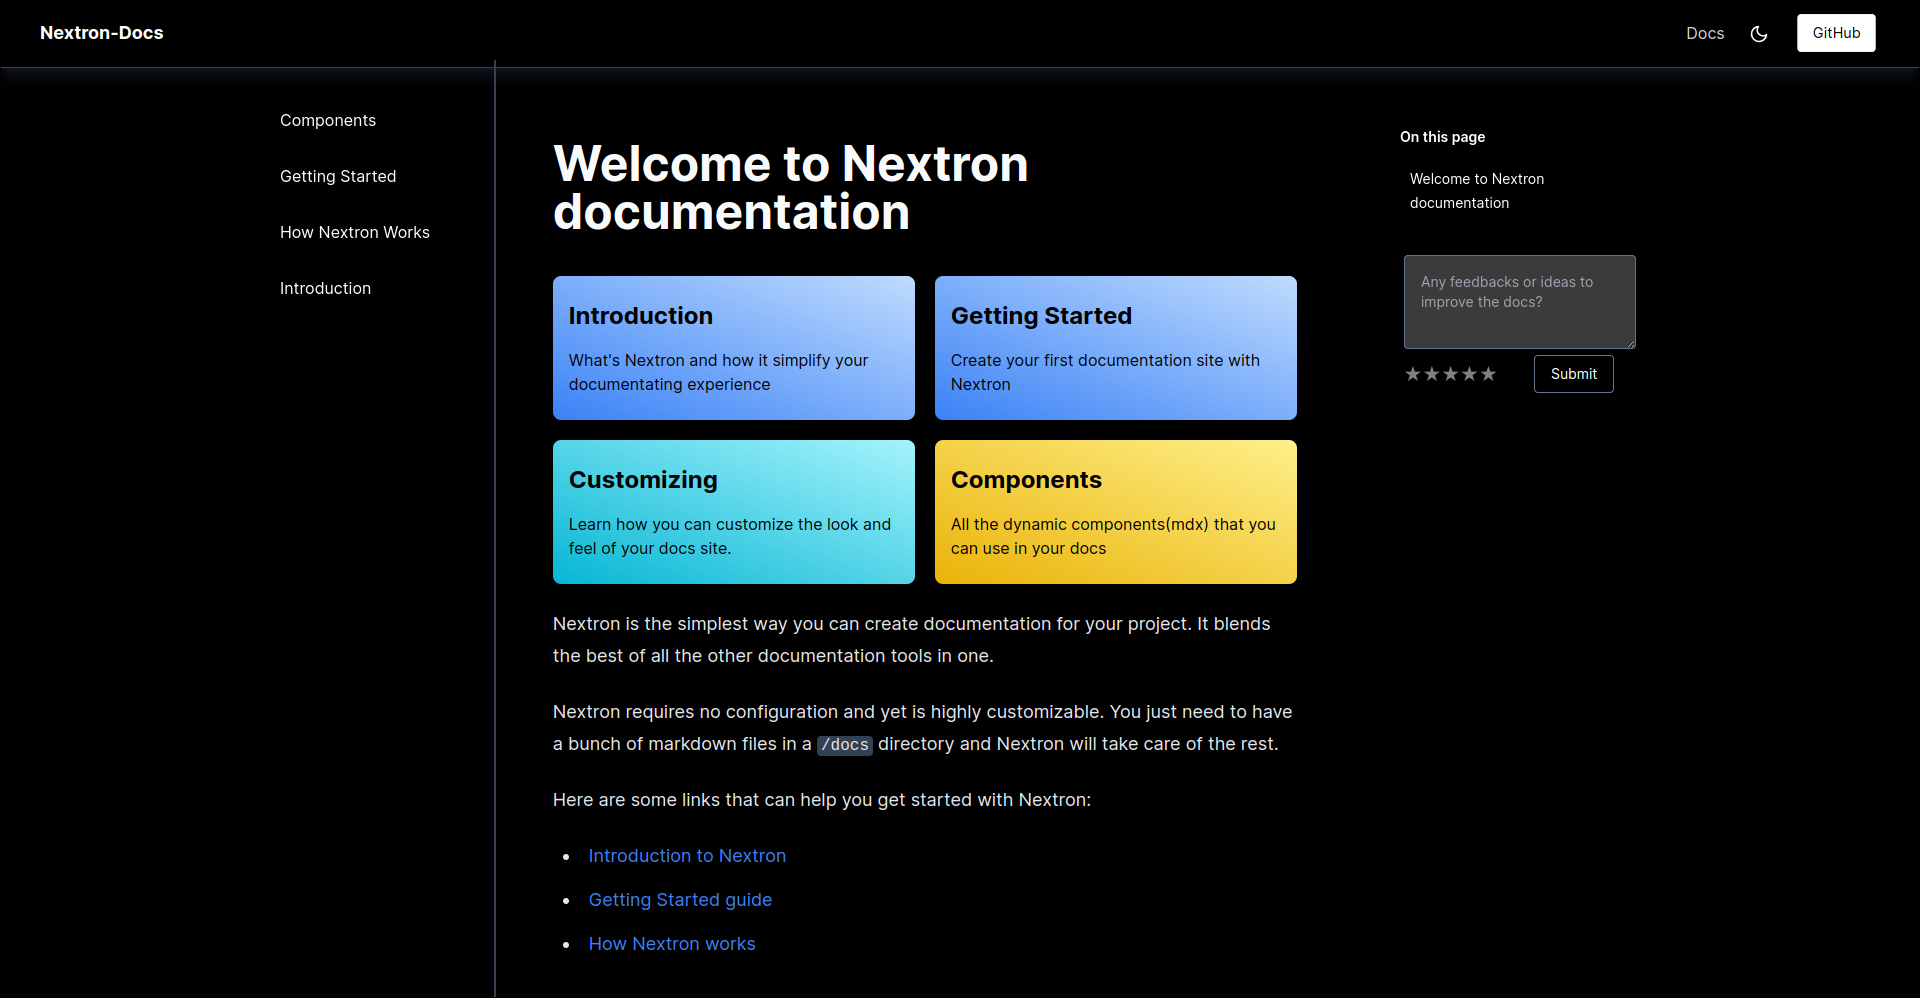 Nextron-Docs
Docs
GitHub
Components
Getting Started
How Nextron Works
Introduction
Welcome to Nextron
documentation
Introduction
What's Nextron and how it simplify your
documentating experience
Getting Started
Create your first documentation site with
Nextron
Customizing
Learn how you can customize the look and
feel of your docs site.
Components
All the dynamic components(mdx) that you
can use in your docs
Nextron is the simplest way you can create documentation for your project. It blends
the best of all the other documentation tools in one.
Nextron requires no configuration and yet is highly customizable. You just need to have
a bunch of markdown files in a /docs directory and Nextron will take care of the rest.
Here are some links that can help you get started with Nextron:
Introduction to Nextron
Getting Started guide
How Nextron works
On this page
Welcome to Nextron
documentation
Any feedbacks or ideas to
improve the docs?
Submit